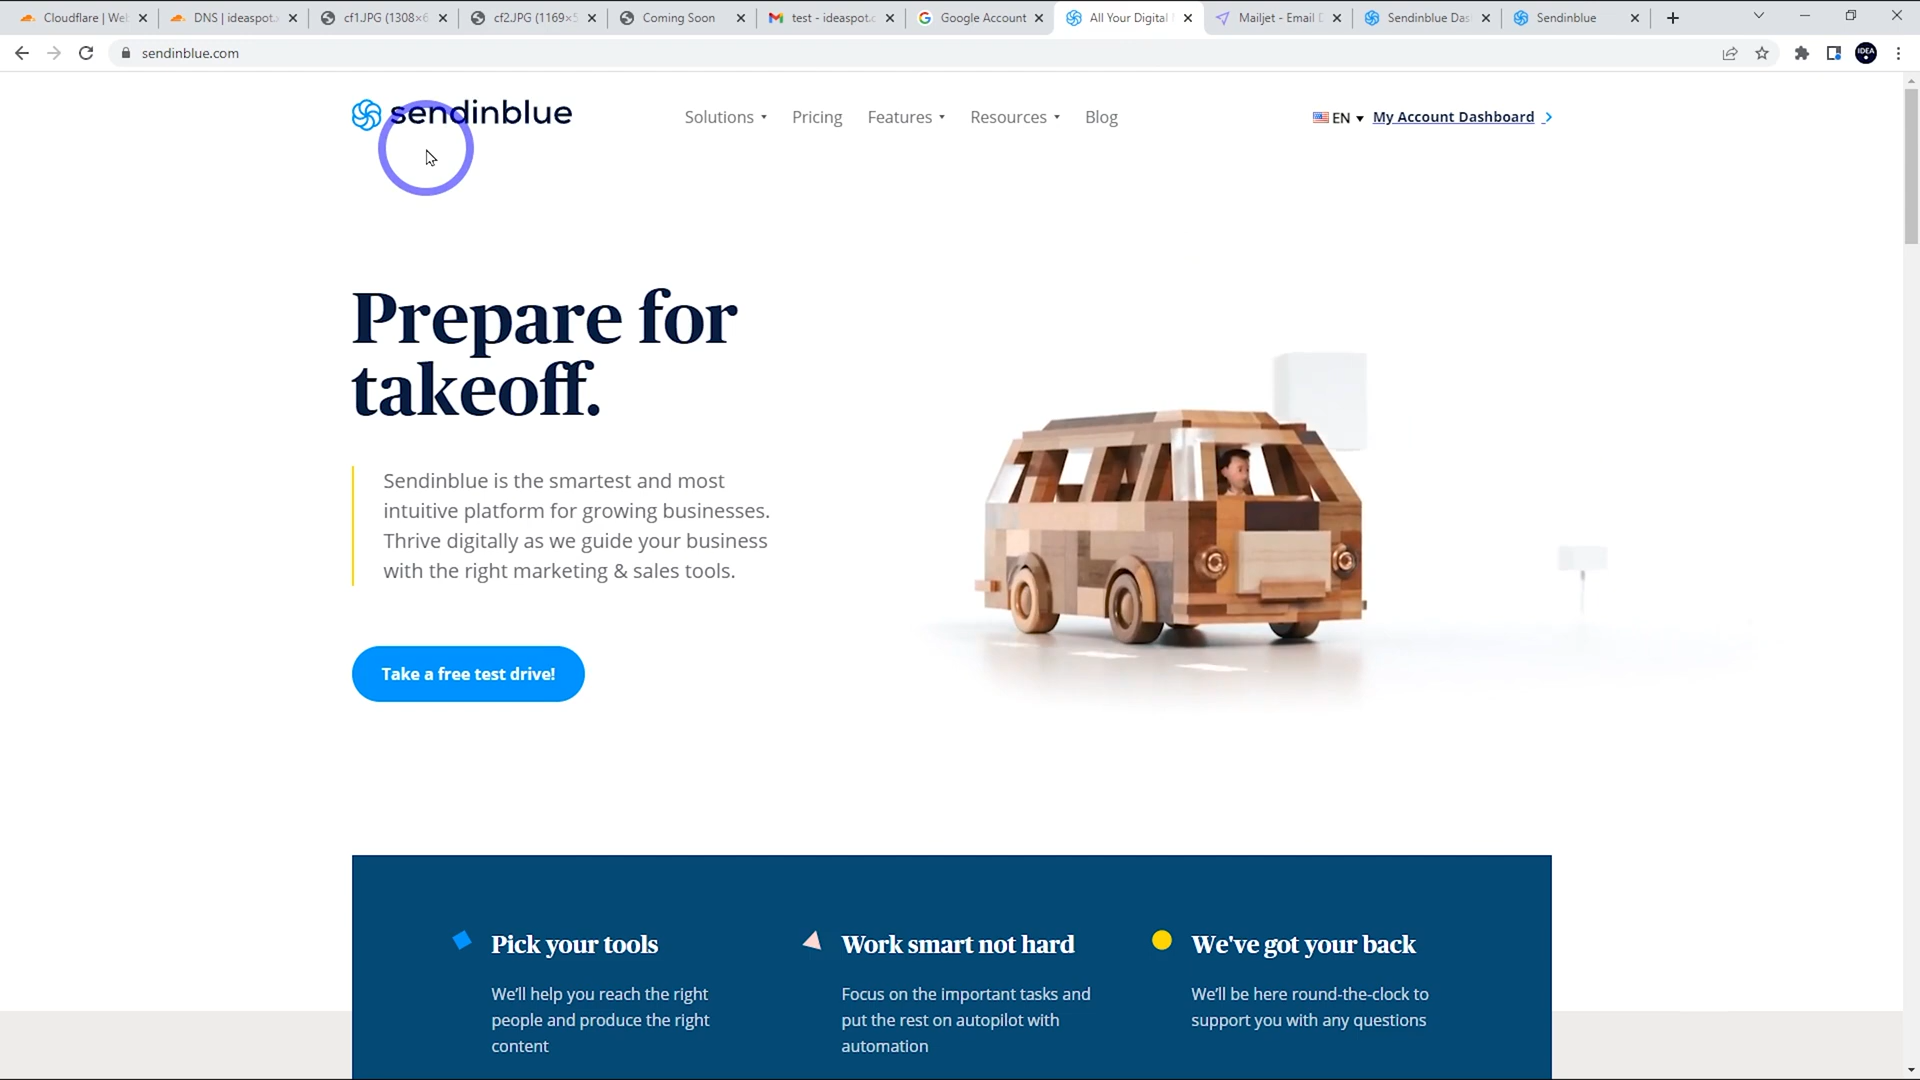 Cloudflare | Web
DNS | ideaspot.
cf1.JPG (1308×6
cf2.JPG (1169×5
Coming Soon
test - ideaspot.c
Google Account
All Your Digital
Mailjet - Email D
Sendinblue Das
Sendinblue
sendinblue.com
IDEA
sendinblue
Solutions
Pricing
Features
Resources
Blog
EN
My Account Dashboard
Prepare for
takeoff.
Sendinblue is the smartest and most
intuitive platform for growing businesses.
Thrive digitally as we guide your business
with the right marketing & sales tools.
Take a free test drive!
Pick your tools
We'll help you reach the right
people and produce the right
content
Work smart not hard
Focus on the important tasks and
put the rest on autopilot with
automation
We've got your back
We'll be here round-the-clock to
support you with any questions